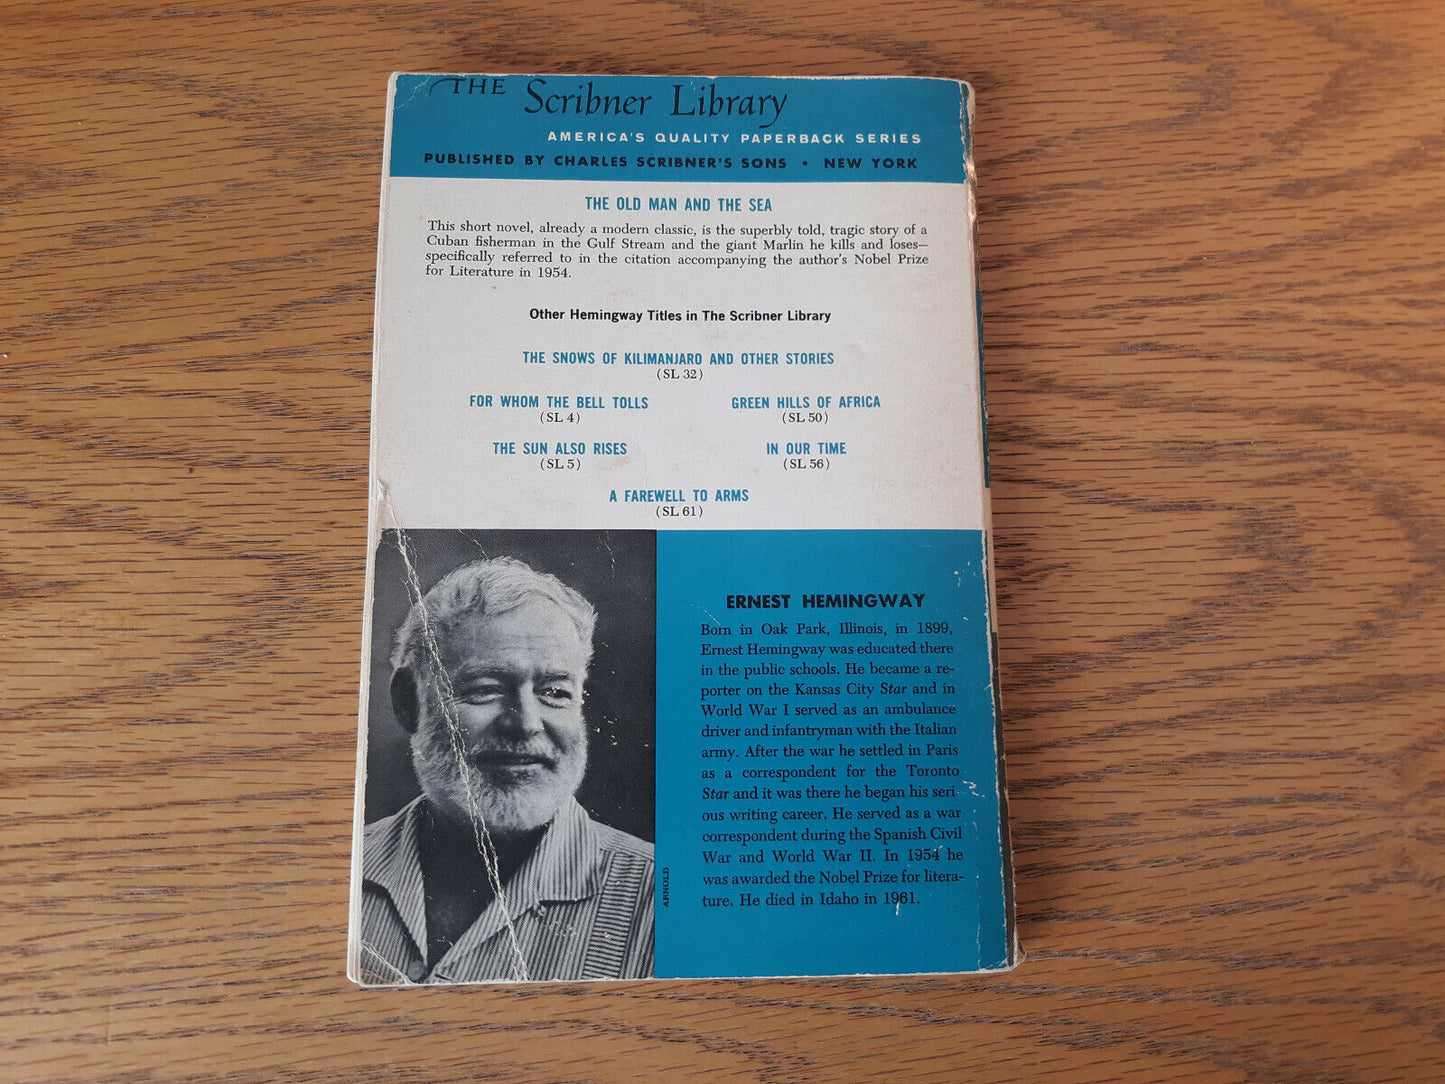 THE Scribner Library
AMERICA'S QUALITY PAPERBACK SERIES
PUBLISHED BY CHARLES SCRIBNER'S SONS • NEW YORK
THE OLD MAN AND THE SEA
This short novel, already a modern classic, is the superbly told, tragic story of a
Cuban fisherman in the Gulf Stream and the giant Marlin he kills and loses—
specifically referred to in the citation accompanying the author's Nobel Prize
for Literature in 1954.
Other Hemingway Titles in The Scribner Library
THE SNOWS OF KILIMANJARO AND OTHER STORIES
(SL 32)
FOR WHOM THE BELL TOLLS
(SL 4)
GREEN HILLS OF AFRICA
(SL 50)
THE SUN ALSO RISES
(SL 5)
IN OUR TIME
(SL 56)
A FAREWELL TO ARMS
(SL 61)
ARNOLD
ERNEST HEMINGWAY
Born in Oak Park, Illinois, in 1899,
Ernest Hemingway was educated there
in the public schools. He became a re-
porter on the Kansas City Star and in
World War I served as an ambulance
driver and infantryman with the Italian
army. After the war he settled in Paris
as a correspondent for the Toronto
Star and it was there he began his seri-
ous writing career. He served as a war
correspondent during the Spanish Civil
War and World War II. In 1954 he
was awarded the Nobel Prize for litera-
ture. He died in Idaho in 1961.